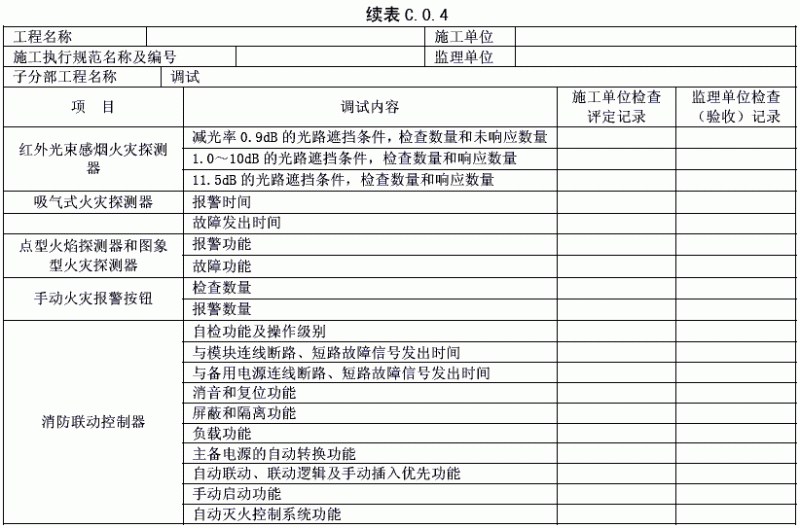 续表 C.0.4
工程名称 施工单位
施工执行规范名称及编号 监理单位
子分部工程名称 调试
项 目 调试内容 施工单位检查评定记录 监理单位检查（验收）记录
红外光束感烟火灾探测器
减光率 0.9dB 的光路遮挡条件，检查数量和未响应数量
1.0～10dB 的光路遮挡条件，检查数量和响应数量
11.5dB 的光路遮挡条件，检查数量和响应数量
吸气式火灾探测器 报警时间
故障发出时间
点型火焰探测器和图象型火灾探测器
报警功能
故障功能
手动火灾报警按钮
检查数量
报警数量
消防联动控制器
自检功能及操作级别
与模块连线断路、短路故障信号发出时间
与备用电源连线断路、短路故障信号发出时间
消音和复位功能
屏蔽和隔离功能
负载功能
主备电源的自动转换功能
自动联动、联动逻辑及手动插入优先功能
手动启动功能
自动灭火控制系统功能